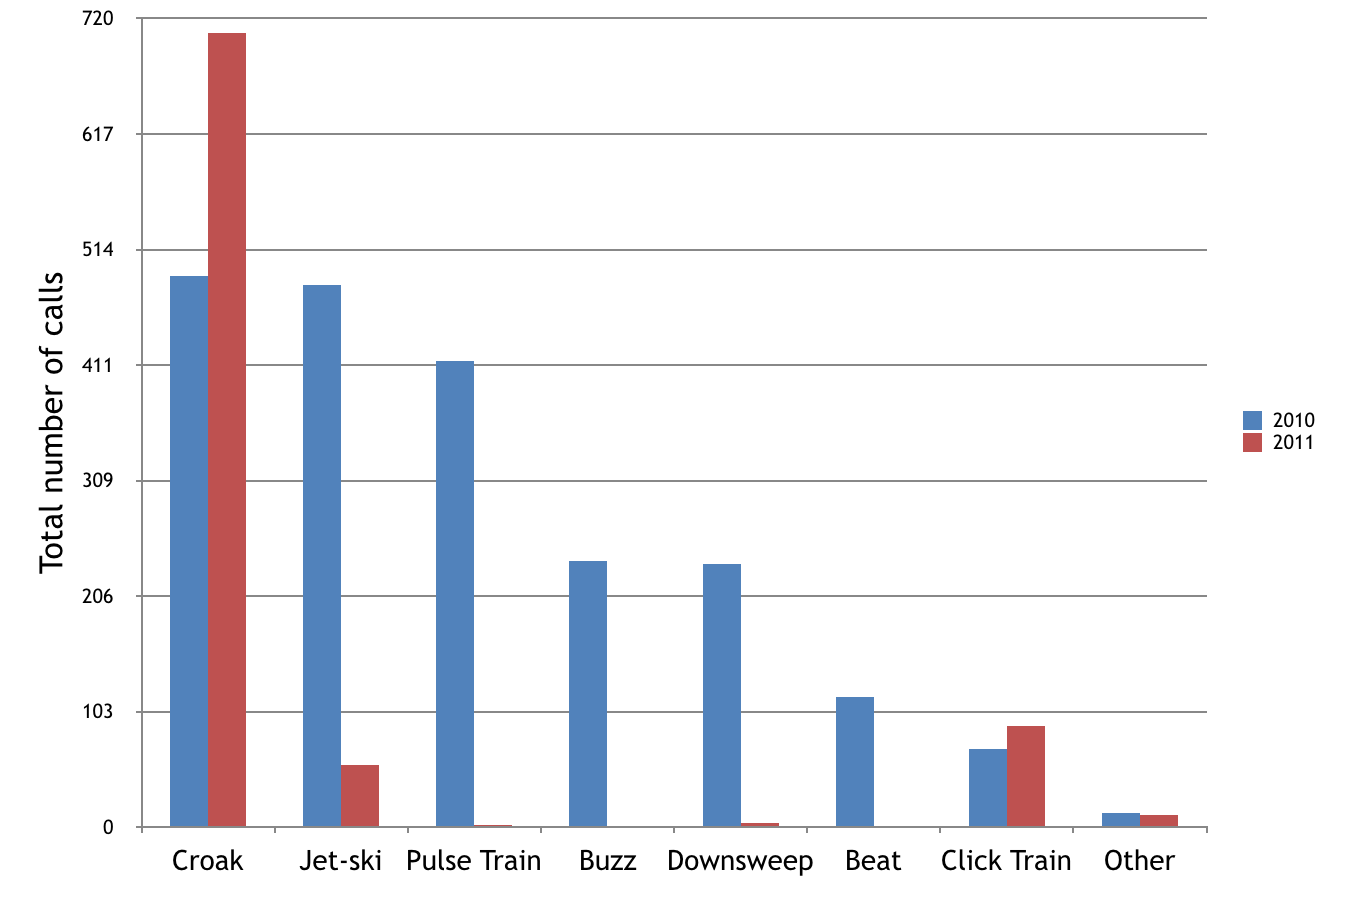 720
617
514
411
309
206
103
0
Total number of calls
Croak
Jet-ski
Pulse Train
Buzz
Downsweep
Beat
Click Train
Other
2010
2011